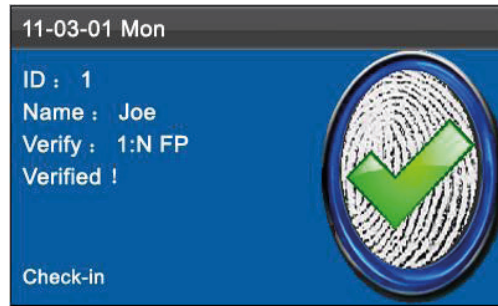 11-03-01 Mon
ID : 1
Name : Joe
Verify : 1:N FP
Verified !
Check-in